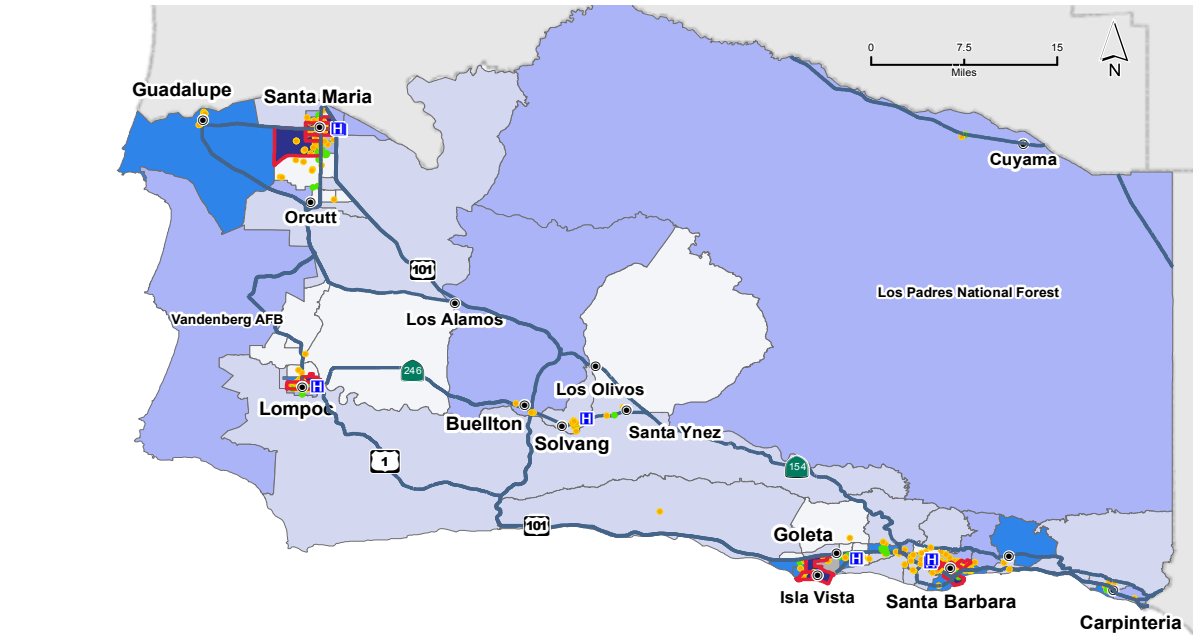 0 7.5 15
Miles
N
Guadalupe
Santa Maria
H
Cuyama
Orcutt
101
Los Padres National Forest
Vandenberg AFB
Los Alamos
246
H
Lompoc
Los Olivos
Buellton
H
Solvang
Santa Ynez
1
154
101
Goleta
H
H
Isla Vista
Santa Barbara
Carpinteria